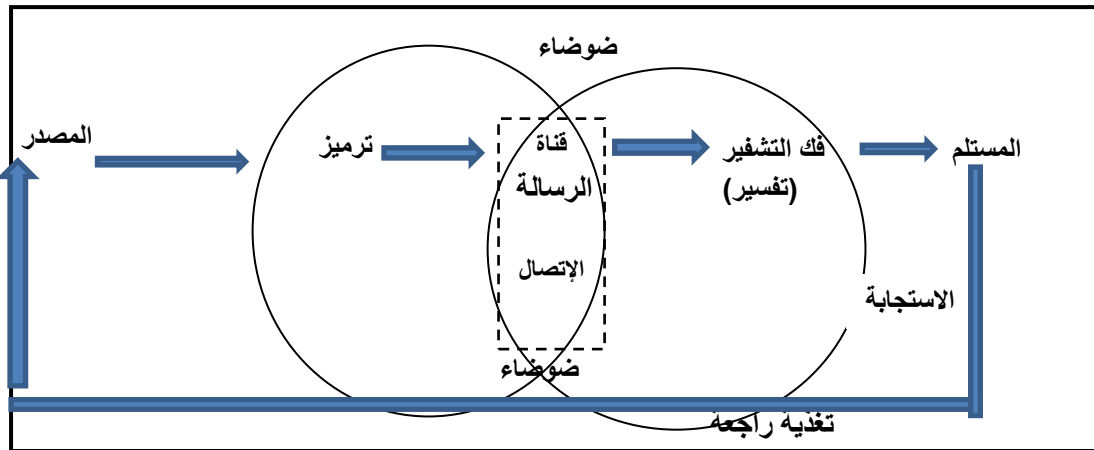 ضوضاء
المصدر
ترميز
قناة
الرسالة
الإتصال
فك التشفير
(تفسير)
المستلم
الاستجابة
ضوضاء
تغذية راجعة